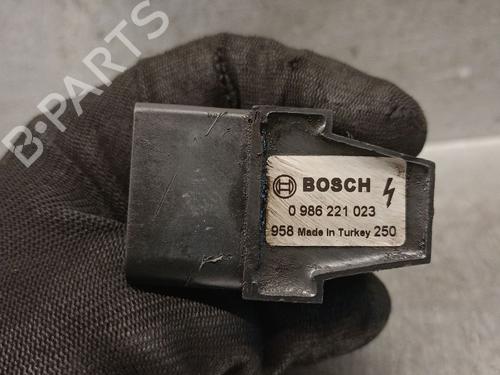 B-PARTS
BOSCH
0 986 221 023
958 Made in Turkey 250